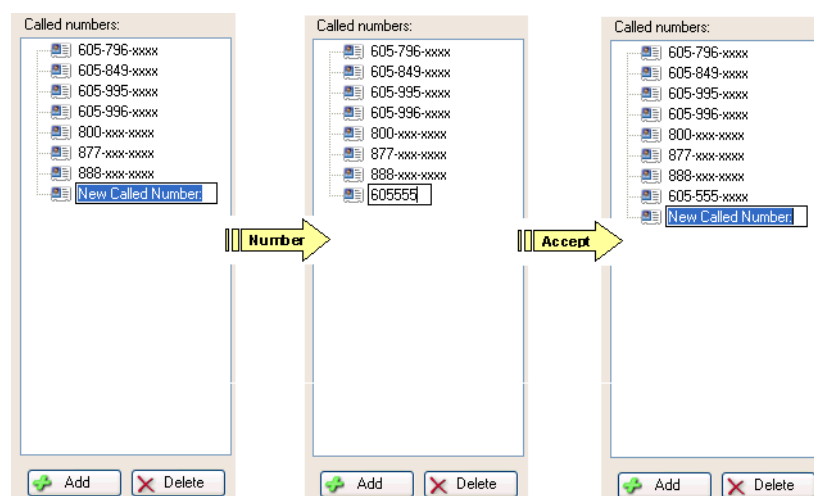 Called numbers:
605-796-xxxx
605-849-xxxx
605-995-xxxx
605-996-xxxx
800-xxx-xxxx
877-xxx-xxxx
888-xxx-xxxx
New Called Number:
Add
Delete
Number
Called numbers:
605-796-xxxx
605-849-xxxx
605-995-xxxx
605-996-xxxx
800-xxx-xxxx
877-xxx-xxxx
888-xxx-xxxx
605555
Add
Delete
Accept
Called numbers:
605-796-xxxx
605-849-xxxx
605-995-xxxx
605-996-xxxx
800-xxx-xxxx
877-xxx-xxxx
888-xxx-xxxx
605-555-xxxx
New Called Number:
Add
Delete